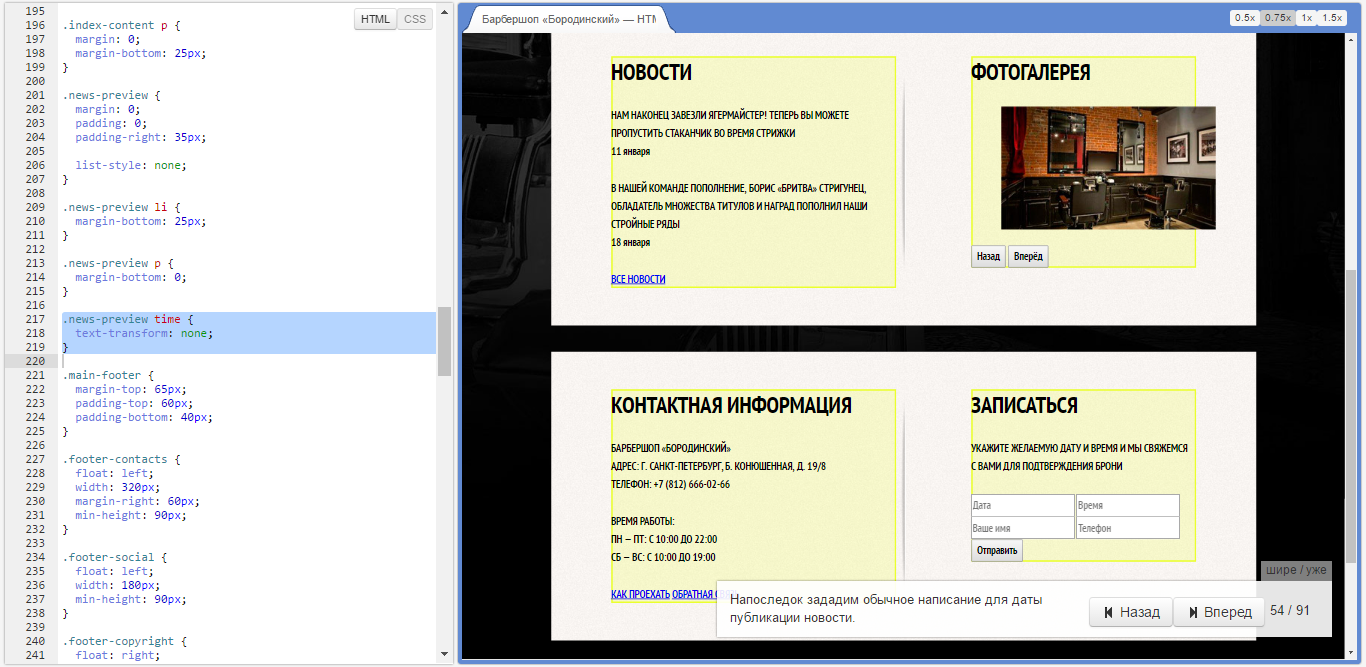 HTML CSS
195
196 .index-content p {
197 margin: 0;
198 margin-bottom: 25px;
199 }
200
201 .news-preview {
202 margin: 0;
203 padding: 0;
204 padding-right: 35px;
205
206 list-style: none;
207 }
208
209 .news-preview li {
210 margin-bottom: 25px;
211 }
212
213 .news-preview p {
214 margin-bottom: 0;
215 }
216
217 .news-preview time {
218 text-transform: none;
219 }
220
221 .main-footer {
222 margin-top: 65px;
223 padding-top: 60px;
224 padding-bottom: 40px;
225 }
226
227 .footer-contacts {
228 float: left;
229 width: 320px;
230 margin-right: 60px;
231 min-height: 90px;
232 }
233
234 .footer-social {
235 float: left;
236 width: 180px;
237 min-height: 90px;
238 }
239
240 .footer-copyright {
241 float: right;
Барбершоп «Бородинский» — HTM
0.5x 0.75x 1x 1.5x
НОВОСТИ
НАМ НАКОНЕЦ ЗАВЕЗЛИ ЯГЕРМАЙСТЕР! ТЕПЕРЬ ВЫ МОЖЕТЕ
ПРОПУСТИТЬ СТАКАНЧИК ВО ВРЕМЯ СТРИЖКИ
11 января
В НАШЕЙ КОМАНДЕ ПОПОЛНЕНИЕ, БОРИС «БРИТВА» СТРИГУНЕЦ,
ОБЛАДАТЕЛЬ МНОЖЕСТВА ТИТУЛОВ И НАГРАД ПОПОЛНИЛ НАШИ
СТРОЙНЫЕ РЯДЫ
18 января
ВСЕ НОВОСТИ
ФОТОГАЛЕРЕЯ
Назад Вперёд
КОНТАКТНАЯ ИНФОРМАЦИЯ
БАРБЕРШОП «БОРОДИНСКИЙ»
АДРЕС: Г. САНКТ-ПЕТЕРБУРГ, Б. КОНЮШЕННАЯ, Д. 19/8
ТЕЛЕФОН: +7 (812) 666-02-66
ВРЕМЯ РАБОТЫ:
ПН — ПТ: С 10:00 ДО 22:00
СБ — ВС: С 10:00 ДО 19:00
КАК ПРОЕХАТЬ ОБРАТНАЯ
ЗАПИСАТЬСЯ
УКАЖИТЕ ЖЕЛАЕМУЮ ДАТУ И ВРЕМЯ И МЫ СВЯЖЕМСЯ
С ВАМИ ДЛЯ ПОДТВЕРЖДЕНИЯ БРОНИ
Дата Время
Ваше имя Телефон
Отправить
шире / уже
Напоследок зададим обычное написание для даты
публикации новости.
Назад Вперед 54 / 91